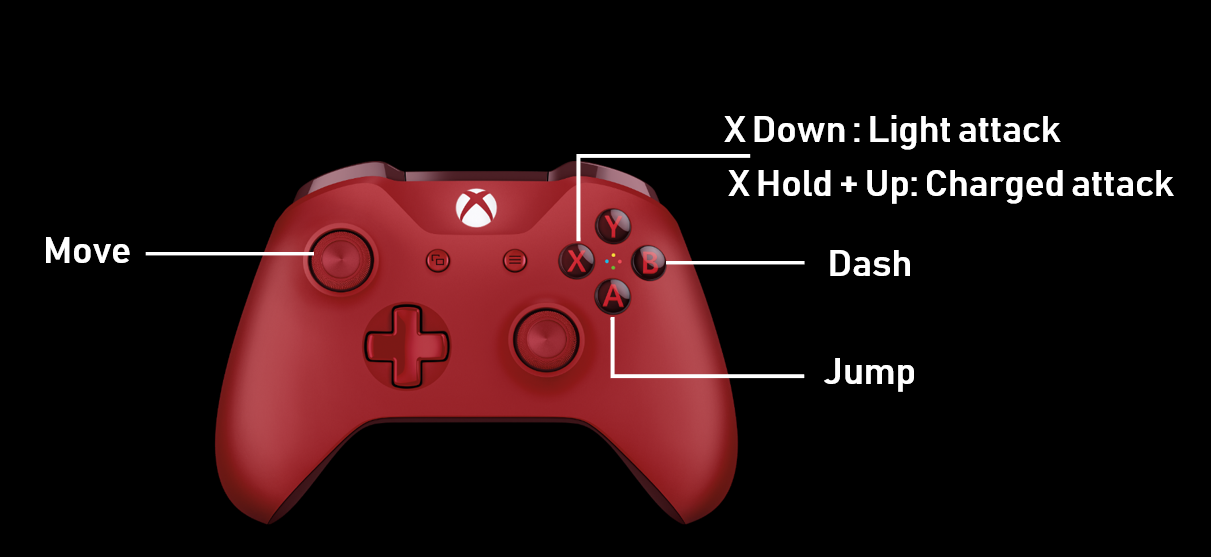 X Down : Light attack
X Hold + Up: Charged attack
Move
Y
X
B
A
Dash
Jump